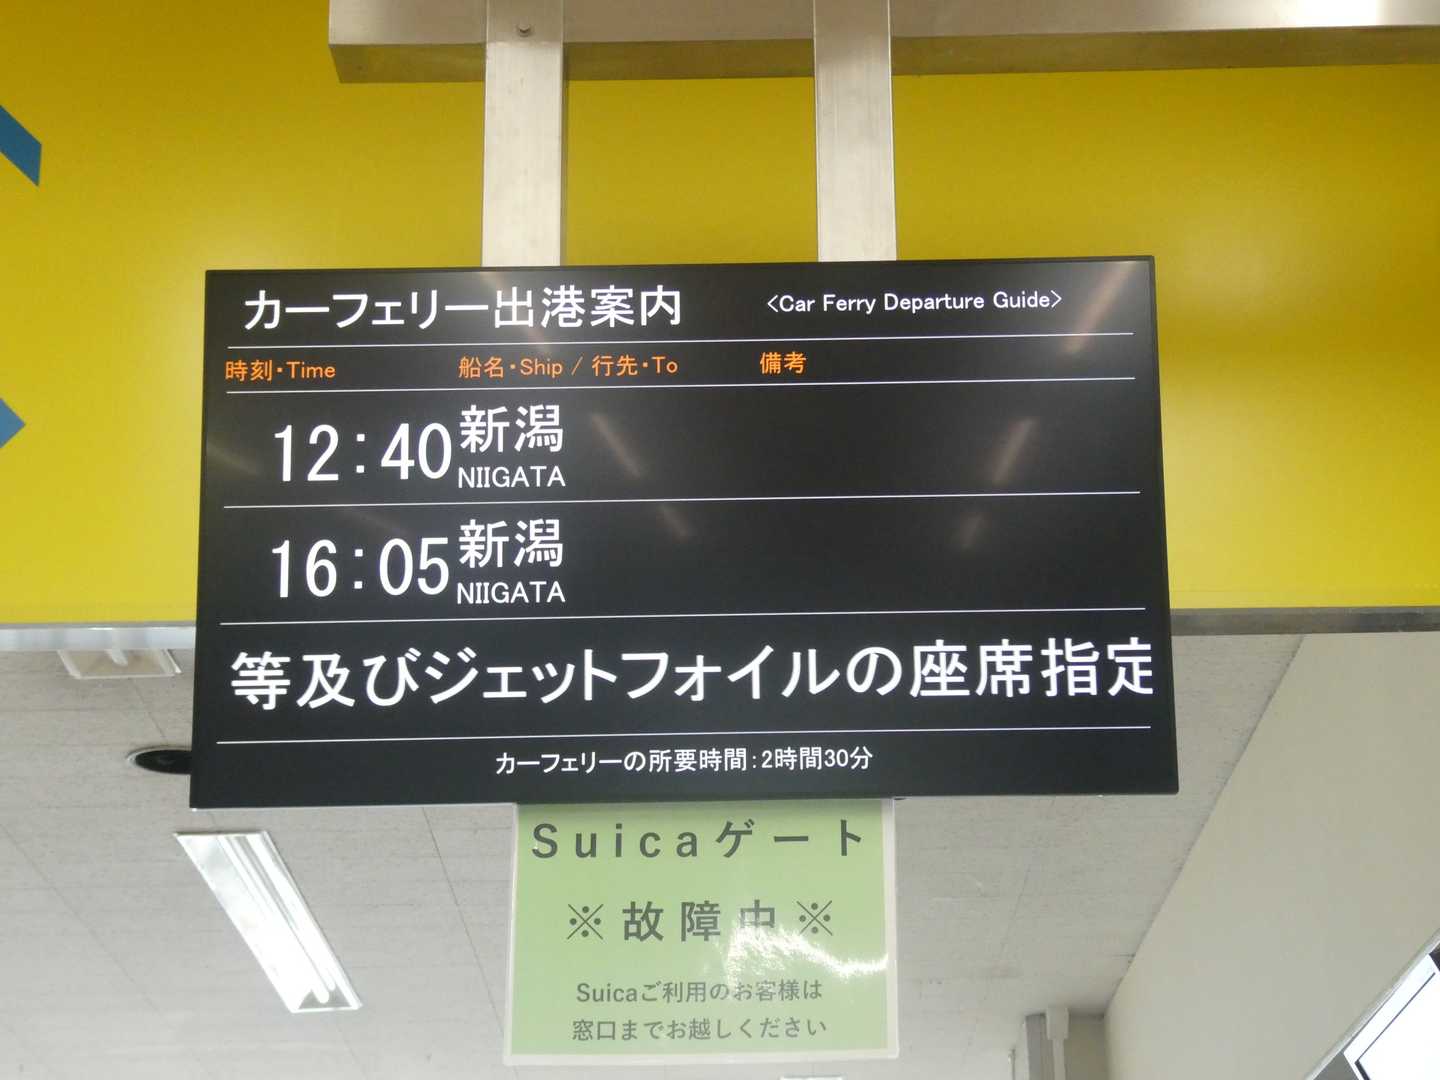 カーフェリー出港案内 <Car Ferry Departure Guide>
時刻・Time 船名・Ship / 行先・To 備考
12:40 新潟
NIIGATA
16:05 新潟
NIIGATA
等及びジェットフォイルの座席指定
カーフェリーの所要時間:2時間30分
Suicaゲート
※故障中※
Suicaご利用のお客様は
窓口までお越しください